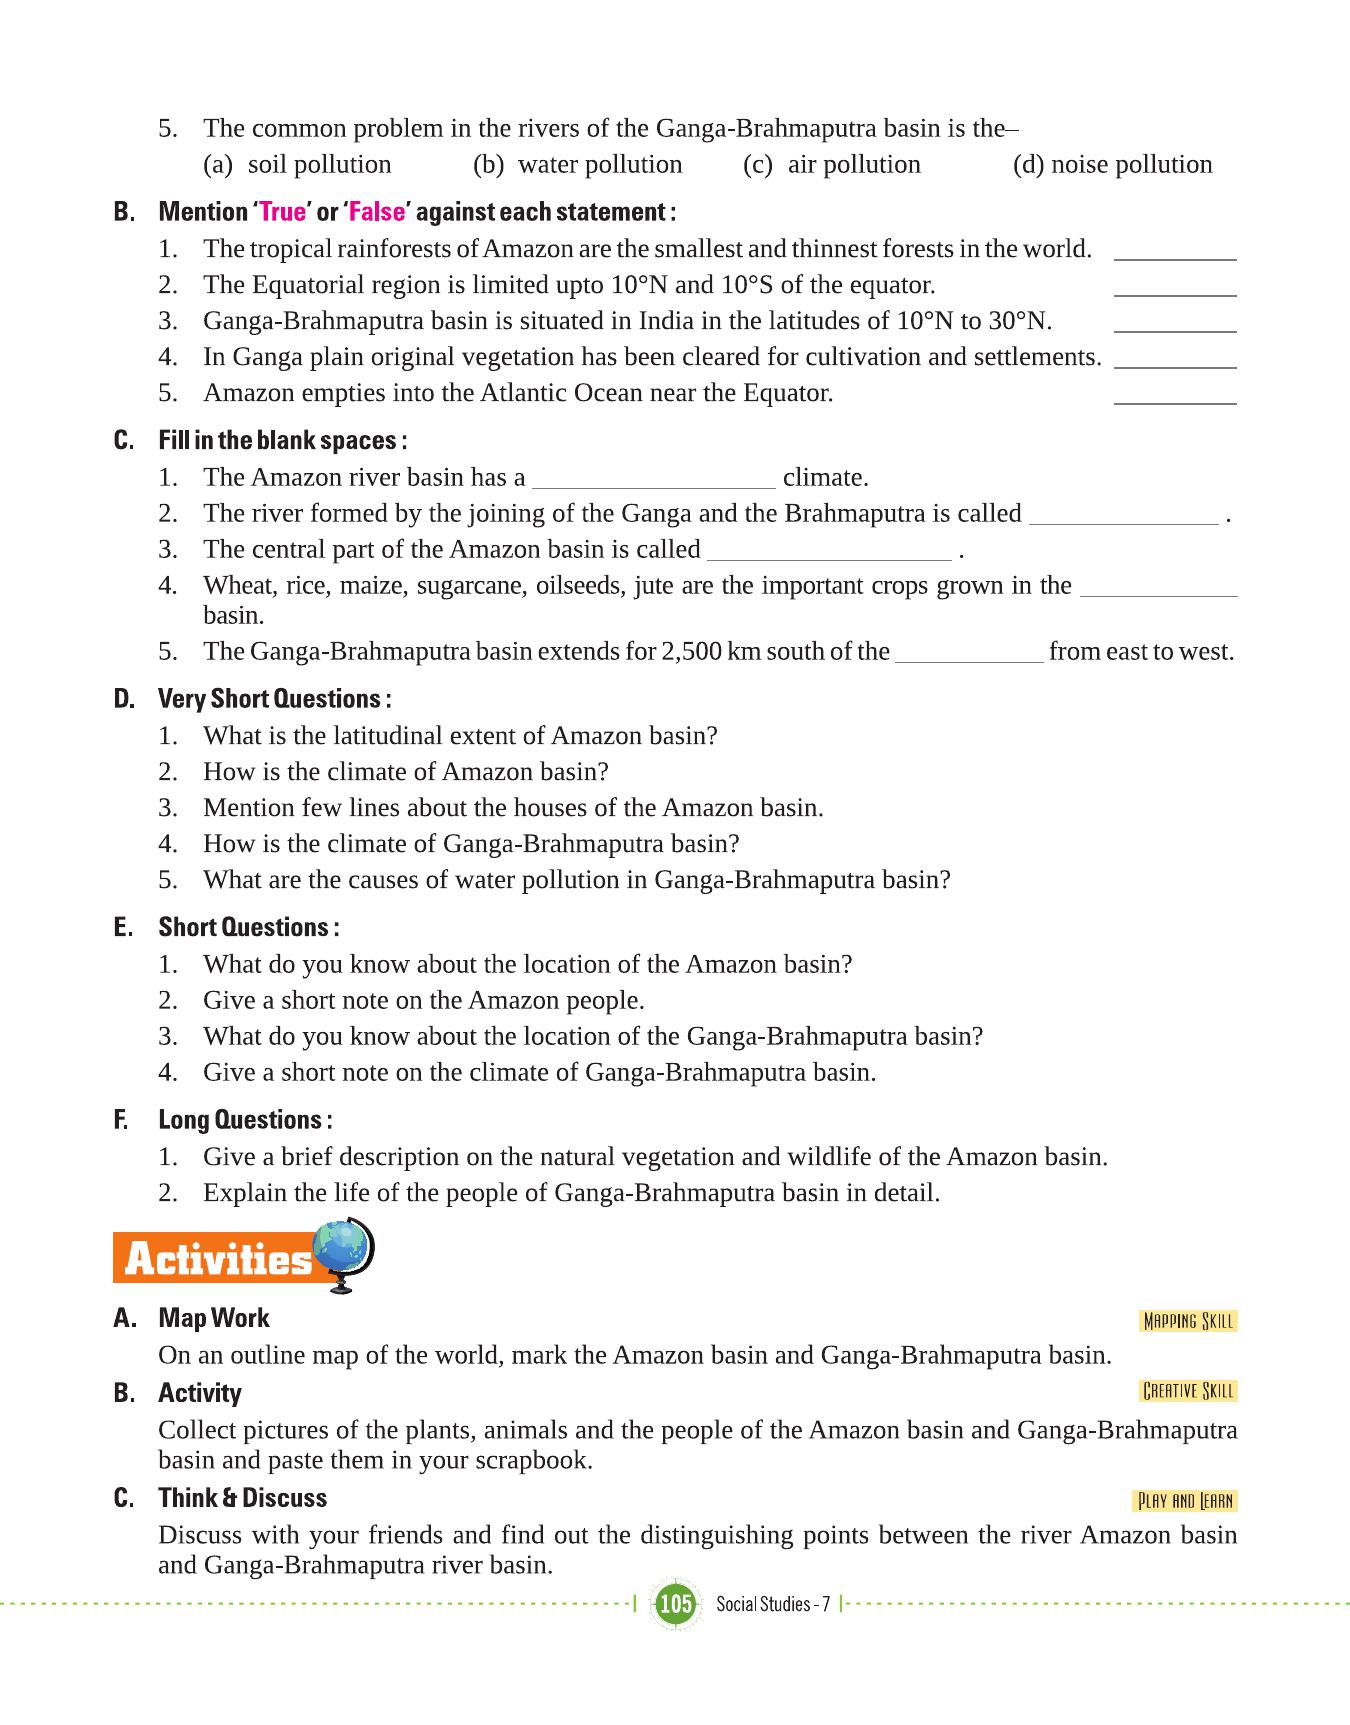 5. The common problem in the rivers of the Ganga-Brahmaputra basin is the–
(a) soil pollution (b) water pollution (c) air pollution (d) noise pollution
B. Mention ‘True’ or ‘False’ against each statement :
1. The tropical rainforests of Amazon are the smallest and thinnest forests in the world. ________
2. The Equatorial region is limited upto 10°N and 10°S of the equator. ________
3. Ganga-Brahmaputra basin is situated in India in the latitudes of 10°N to 30°N. ________
4. In Ganga plain original vegetation has been cleared for cultivation and settlements. ________
5. Amazon empties into the Atlantic Ocean near the Equator. ________
C. Fill in the blank spaces :
1. The Amazon river basin has a ________________ climate.
2. The river formed by the joining of the Ganga and the Brahmaputra is called ____________ .
3. The central part of the Amazon basin is called ________________ .
4. Wheat, rice, maize, sugarcane, oilseeds, jute are the important crops grown in the __________
basin.
5. The Ganga-Brahmaputra basin extends for 2,500 km south of the __________ from east to west.
D. Very Short Questions :
1. What is the latitudinal extent of Amazon basin?
2. How is the climate of Amazon basin?
3. Mention few lines about the houses of the Amazon basin.
4. How is the climate of Ganga-Brahmaputra basin?
5. What are the causes of water pollution in Ganga-Brahmaputra basin?
E. Short Questions :
1. What do you know about the location of the Amazon basin?
2. Give a short note on the Amazon people.
3. What do you know about the location of the Ganga-Brahmaputra basin?
4. Give a short note on the climate of Ganga-Brahmaputra basin.
F. Long Questions :
1. Give a brief description on the natural vegetation and wildlife of the Amazon basin.
2. Explain the life of the people of Ganga-Brahmaputra basin in detail.
Activities
A. Map Work MAPPING SKILL
On an outline map of the world, mark the Amazon basin and Ganga-Brahmaputra basin.
B. Activity CREATIVE SKILL
Collect pictures of the plants, animals and the people of the Amazon basin and Ganga-Brahmaputra
basin and paste them in your scrapbook.
C. Think & Discuss PLAY AND LEARN
Discuss with your friends and find out the distinguishing points between the river Amazon basin
and Ganga-Brahmaputra river basin.
105 Social Studies - 7